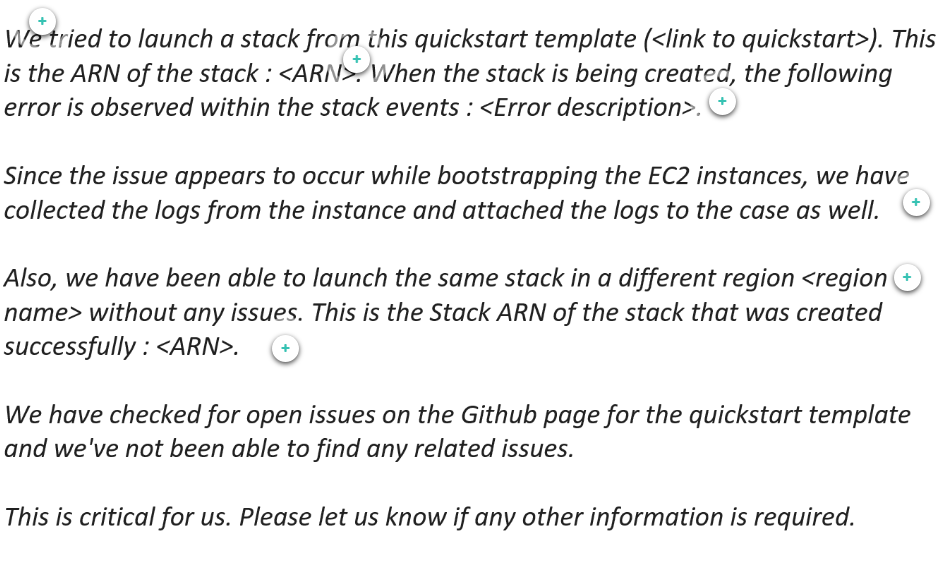 We tried to launch a stack from this quickstart template (<link to quickstart>). This
is the ARN of the stack : <ARN>. When the stack is being created, the following
error is observed within the stack events : <Error description>.
Since the issue appears to occur while bootstrapping the EC2 instances, we have
collected the logs from the instance and attached the logs to the case as well.
Also, we have been able to launch the same stack in a different region <region
name> without any issues. This is the Stack ARN of the stack that was created
successfully : <ARN>.
We have checked for open issues on the Github page for the quickstart template
and we've not been able to find any related issues.
This is critical for us. Please let us know if any other information is required.